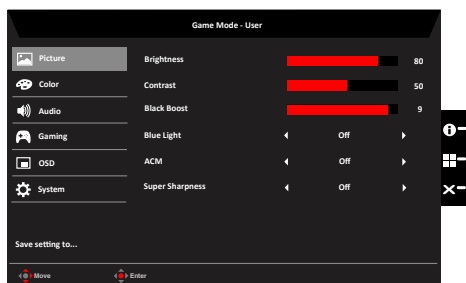 Game Mode - User
Picture
Brightness 80
Color
Contrast 50
Audio
Black Boost 9
Gaming
Blue Light Off
OSD
ACM Off
System
Super Sharpness Off
Save setting to...
Move Enter